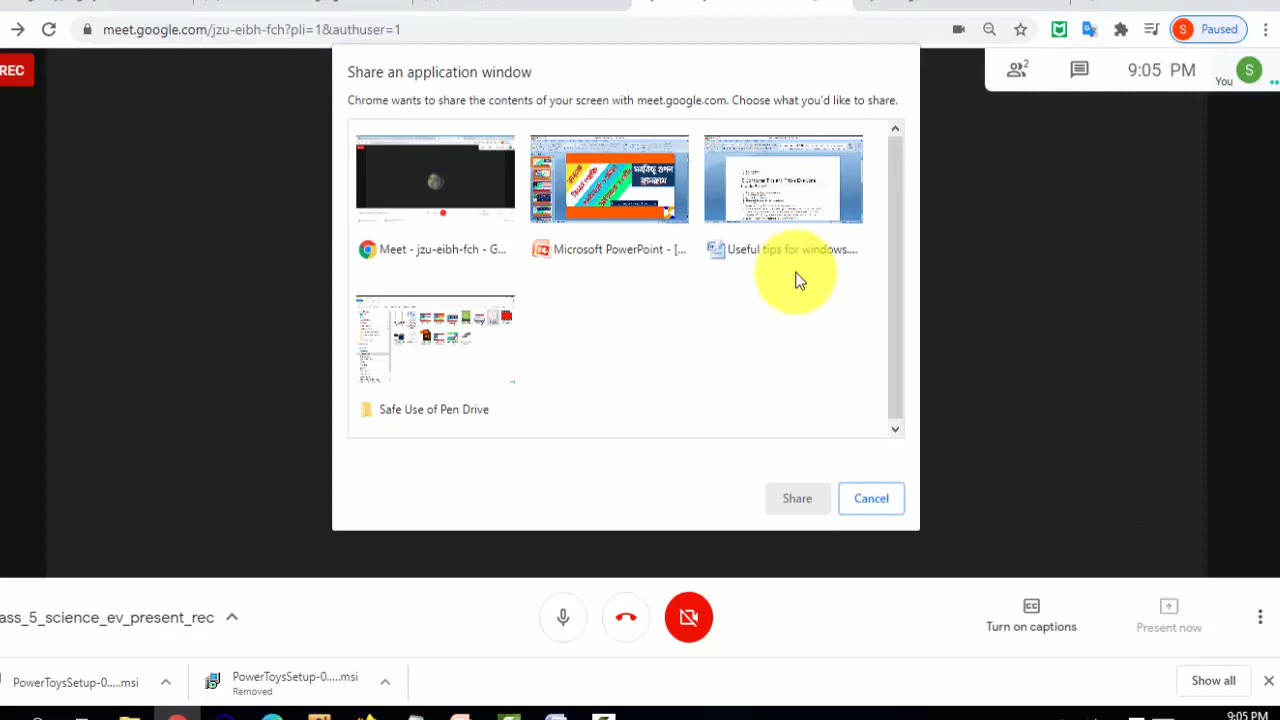 meet.google.com/jzu-eibh-fch?pli=1&authuser=1
S Paused
REC
2
9:05 PM
You
S
Share an application window
Chrome wants to share the contents of your screen with meet.google.com. Choose what you'd like to share.
Meet - jzu-eibh-fch - G...
Microsoft PowerPoint - [...
Useful tips for windows....
Safe Use of Pen Drive
Share
Cancel
ass_5_science_ev_present_rec
Turn on captions
Present now
PowerToysSetup-0.....msi
PowerToysSetup-0.....msi
Removed
Show all
9:05 PM